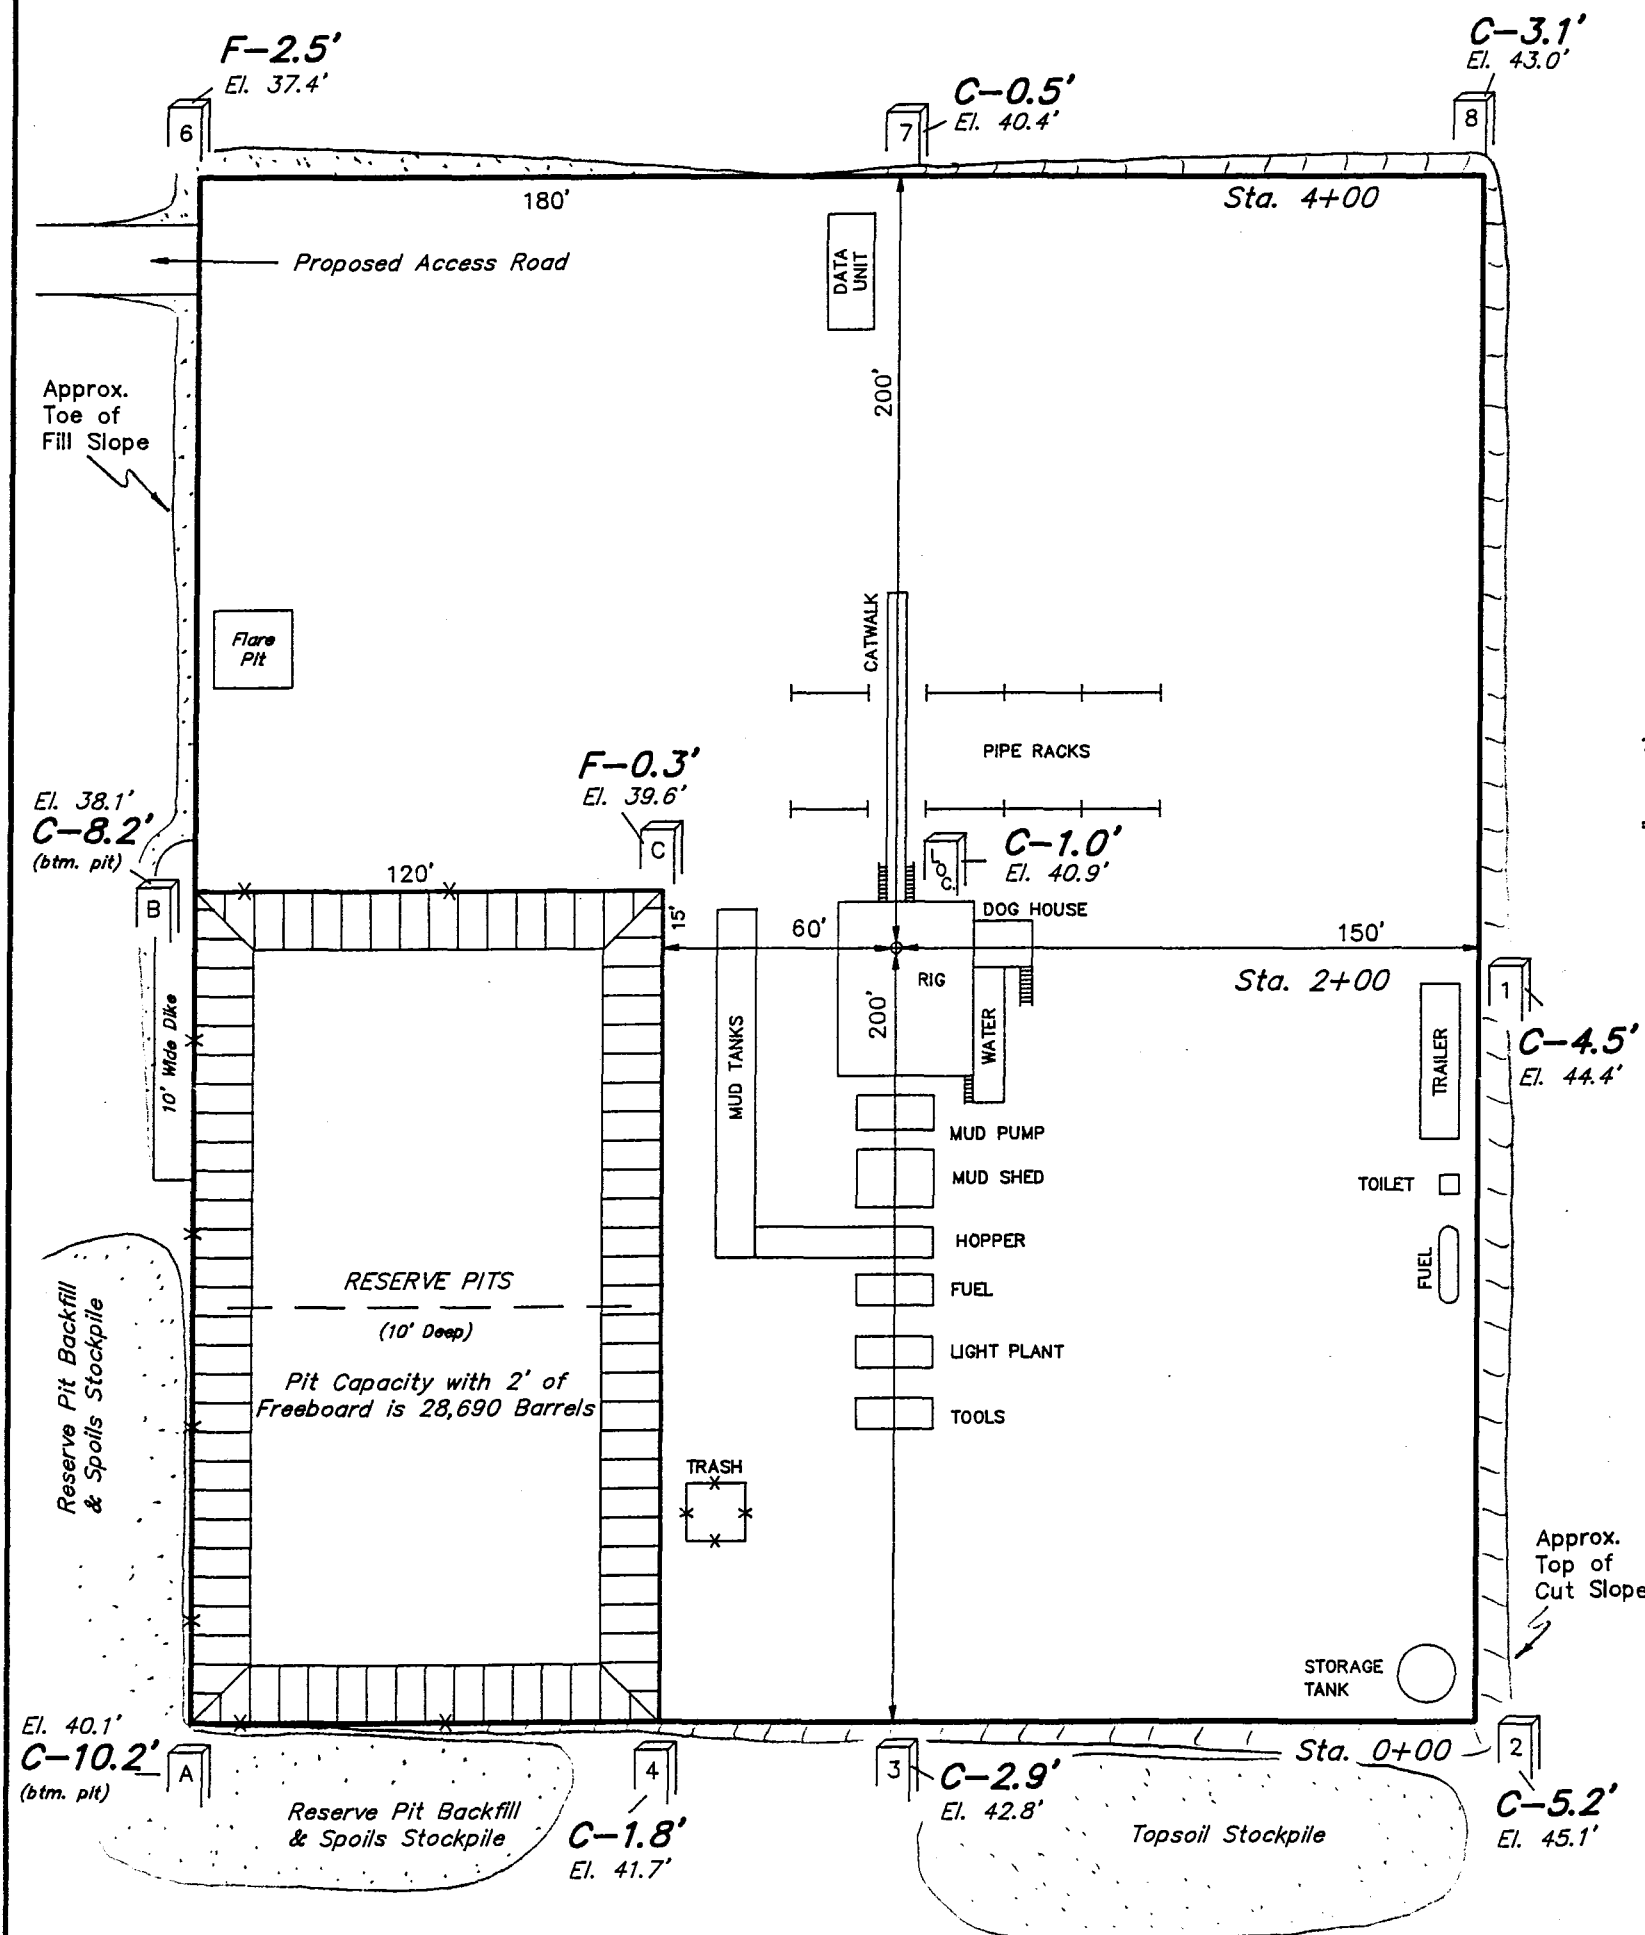 F-2.5'
El. 37.4'
6
C-0.5'
El. 40.4'
7
C-3.1'
El. 43.0'
8
180'
Sta. 4+00
DATA
UNIT
Proposed Access Road
Approx.
Toe of
Fill Slope
200'
CATWALK
Flare
Pit
PIPE RACKS
F-0.3'
El. 39.6'
C
El. 38.1'
C-8.2'
(btm. pit)
B
LOC.
C-1.0'
El. 40.9'
120'
15'
DOG HOUSE
60'
150'
RIG
Sta. 2+00
1
C-4.5'
El. 44.4'
10' Wide Dike
MUD TANKS
200'
WATER
TRAILER
MUD PUMP
MUD SHED
TOILET
HOPPER
FUEL
FUEL
LIGHT PLANT
TOOLS
RESERVE PITS
(10' Deep)
Pit Capacity with 2' of
Freeboard is 28,690 Barrels
Reserve Pit Backfill
& Spoils Stockpile
TRASH
Approx.
Top of
Cut Slope
STORAGE
TANK
El. 40.1'
C-10.2'
(btm. pit)
A
Reserve Pit Backfill
& Spoils Stockpile
4
C-1.8'
El. 41.7'
3
C-2.9'
El. 42.8'
Sta. 0+00
2
C-5.2'
El. 45.1'
Topsoil Stockpile